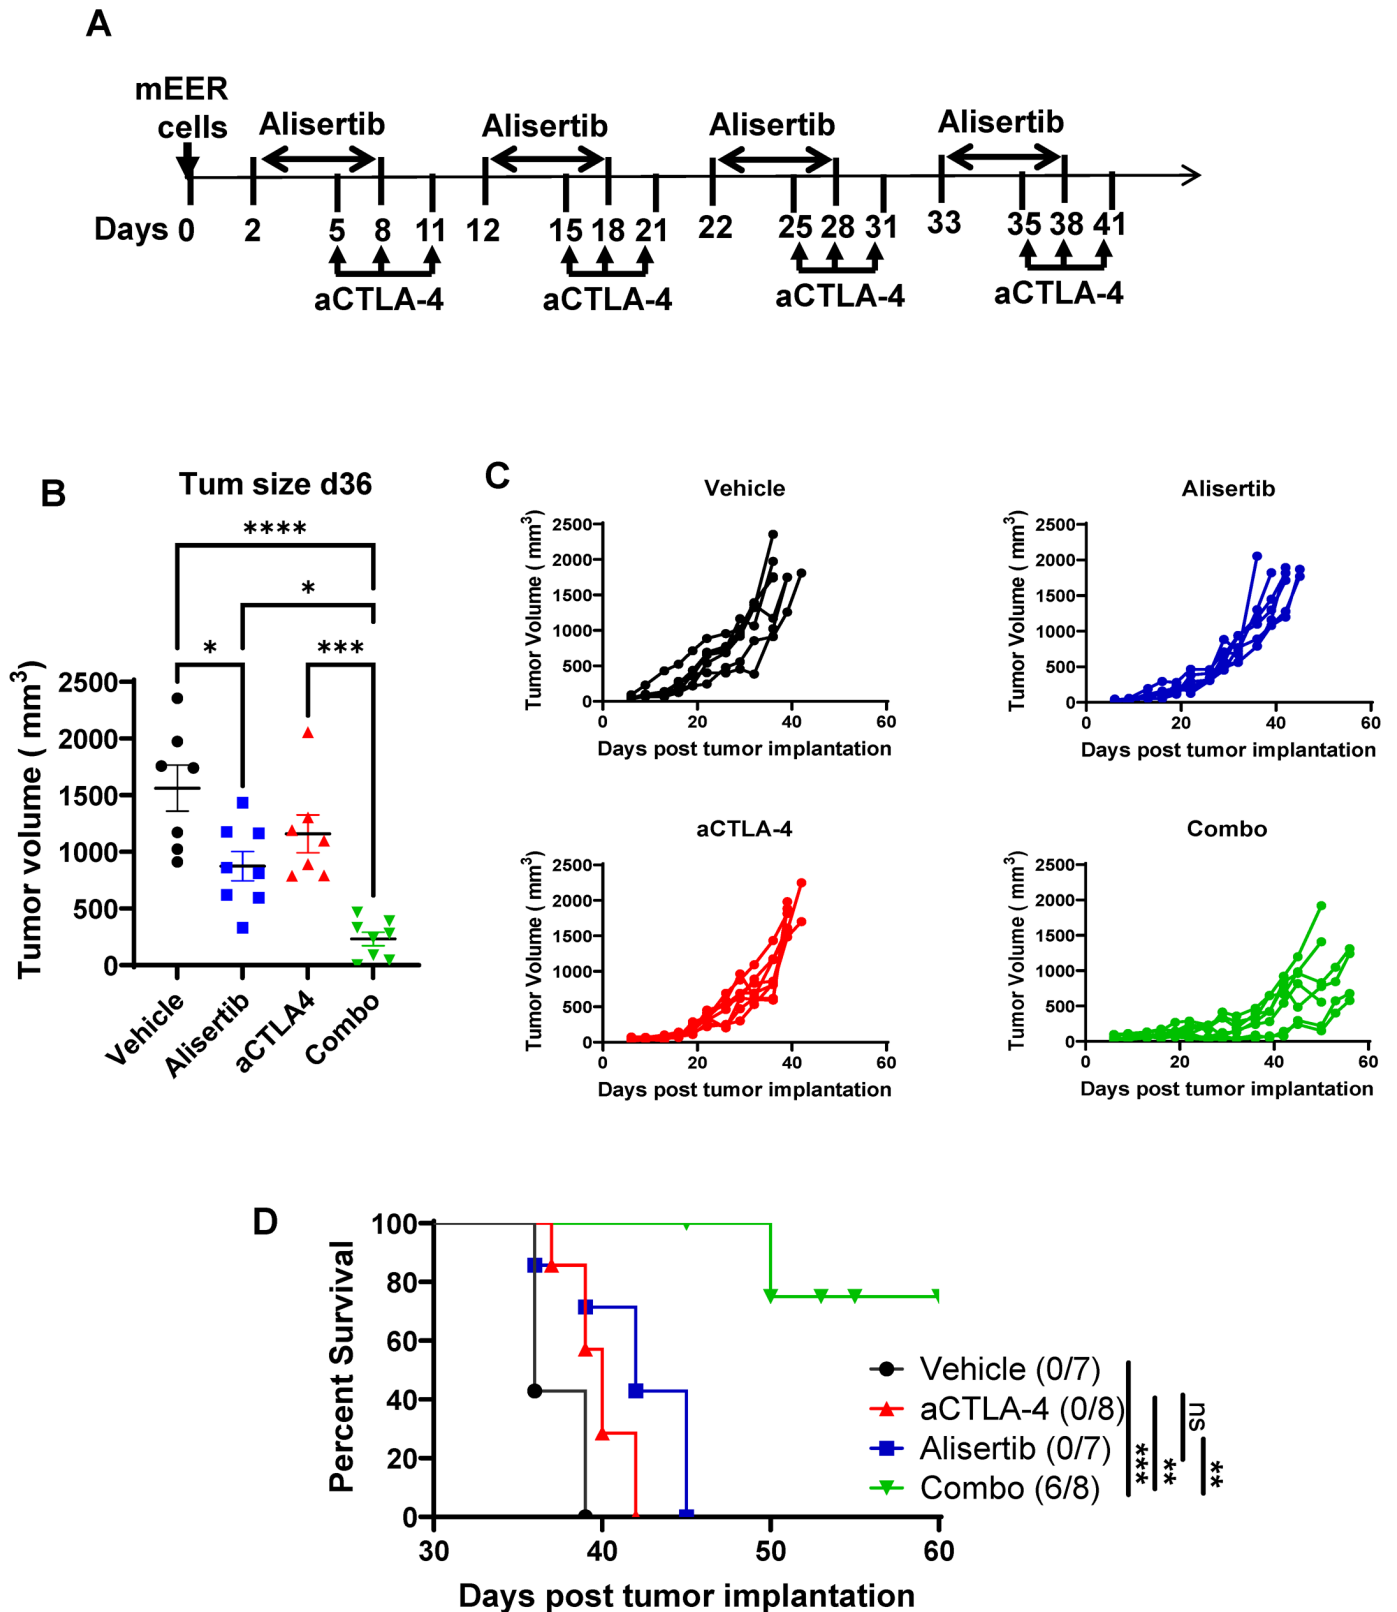 A
mEER
cells
Alisertib
Alisertib
Alisertib
Alisertib
Days 0 2 5 8 11 12 15 18 21 22 25 28 31 33 35 38 41
aCTLA-4
aCTLA-4
aCTLA-4
aCTLA-4
B
Tum size d36
****
*
*
***
Tumor volume ( mm3)
2500
2000
1500
1000
500
0
Vehicle
Alisertib
aCTLA4
Combo
C
Vehicle
Tumor Volume ( mm3)
2500
2000
1500
1000
500
0
0 20 40 60
Days post tumor implantation
Alisertib
Tumor Volume ( mm3)
2500
2000
1500
1000
500
0
0 20 40 60
Days post tumor implantation
aCTLA-4
Tumor Volume ( mm3)
2500
2000
1500
1000
500
0
0 20 40 60
Days post tumor implantation
Combo
Tumor Volume ( mm3)
2500
2000
1500
1000
500
0
0 20 40 60
Days post tumor implantation
D
Percent Survival
100
80
60
40
20
0
30 40 50 60
Days post tumor implantation
Vehicle (0/7)
aCTLA-4 (0/8)
Alisertib (0/7)
Combo (6/8)
***
**
ns
**